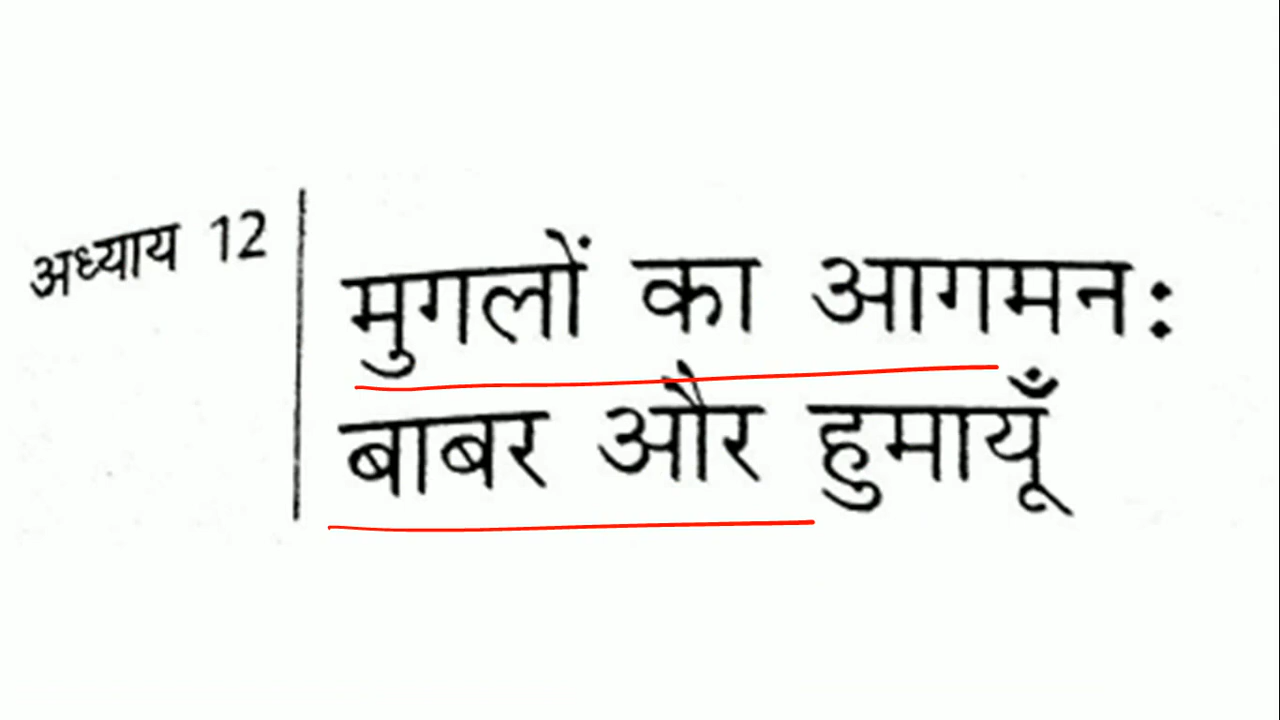 अध्याय 12
मुगलों का आगमन:
बाबर और हुमायूँ